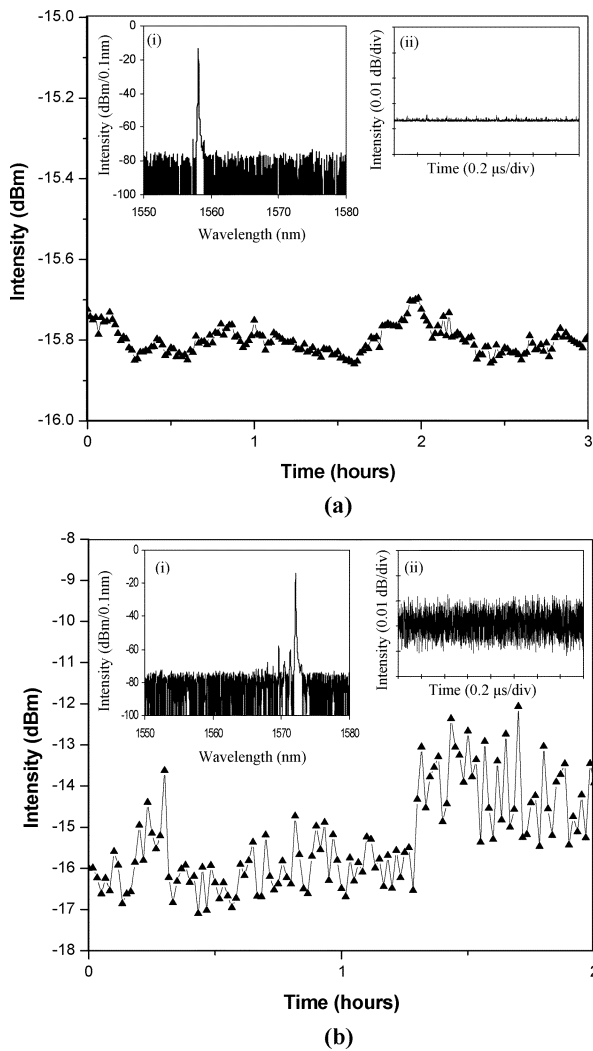 -15.0
-15.2
-15.4
-15.6
-15.8
-16.0
Intensity (dBm)
0 1 2 3
Time (hours)
(i)
0
-20
-40
-60
-80
-100
Intensity (dBm/0.1nm)
1550 1560 1570 1580
Wavelength (nm)
(ii)
Intensity (0.01 dB/div)
Time (0.2 μs/div)
(a)
-8
-9
-10
-11
-12
-13
-14
-15
-16
-17
-18
Intensity (dBm)
0 1 2
Time (hours)
(i)
0
-20
-40
-60
-80
-100
Intensity (dBm/0.1nm)
1550 1560 1570 1580
Wavelength (nm)
(ii)
Intensity (0.01 dB/div)
Time (0.2 μs/div)
(b)